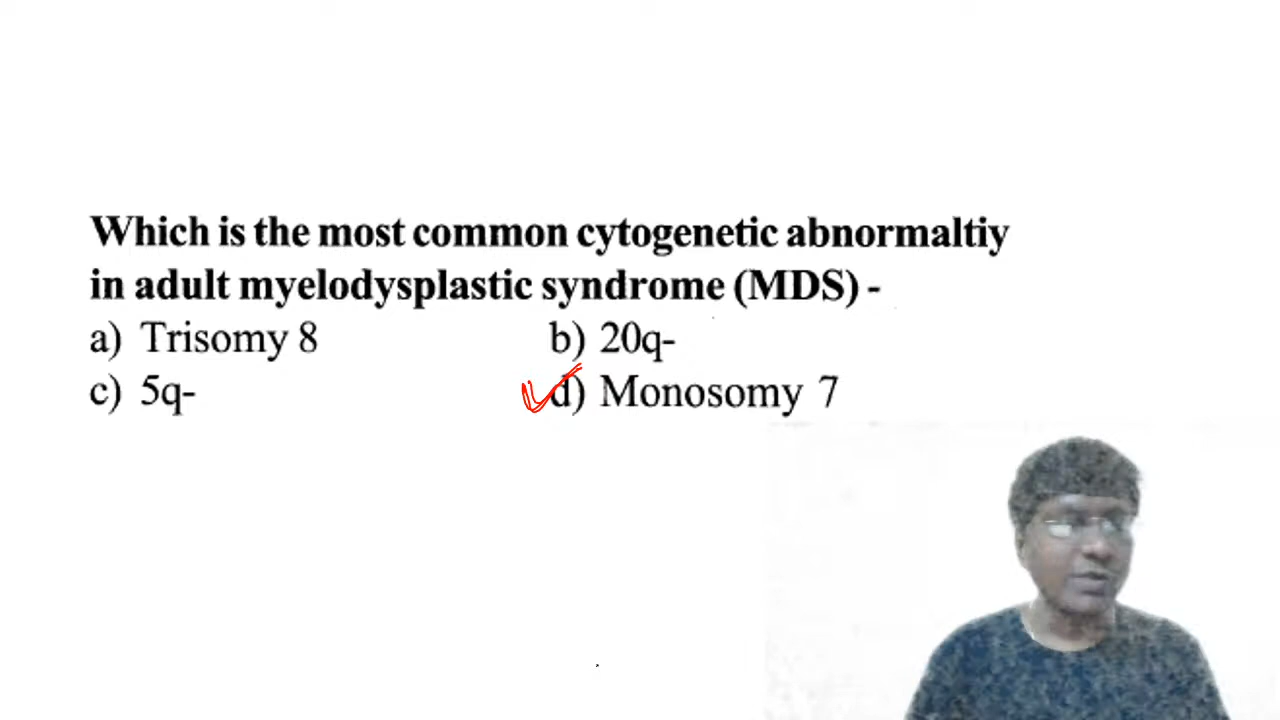 Which is the most common cytogenetic abnormaltiy
in adult myelodysplastic syndrome (MDS) -
a) Trisomy 8 b) 20q-
c) 5q- d) Monosomy 7